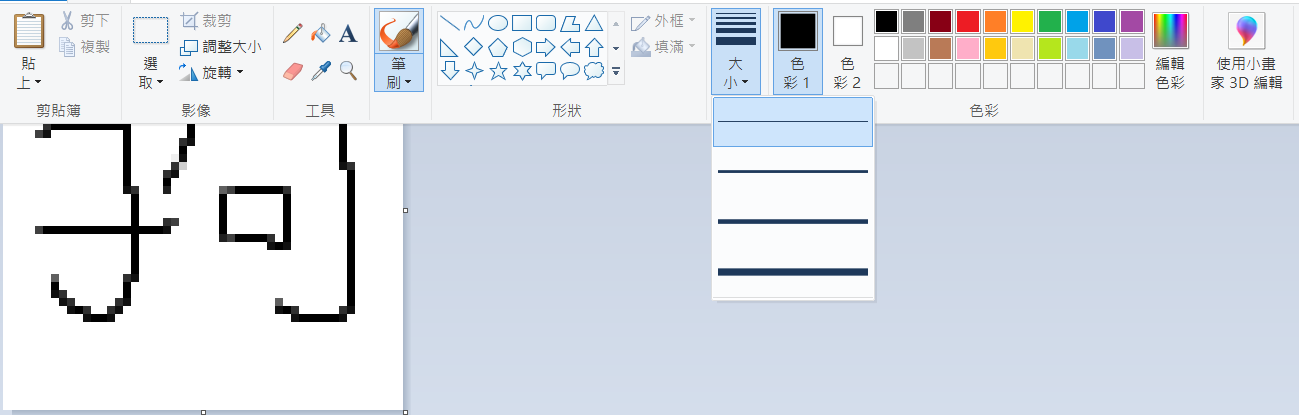 剪下 裁剪 外框
複製 調整大小 填滿
貼上 選取 旋轉 筆刷 大小 色彩 1 色彩 2 編輯色彩 使用小畫家 3D 編輯
剪貼簿 影像 工具 形狀 色彩